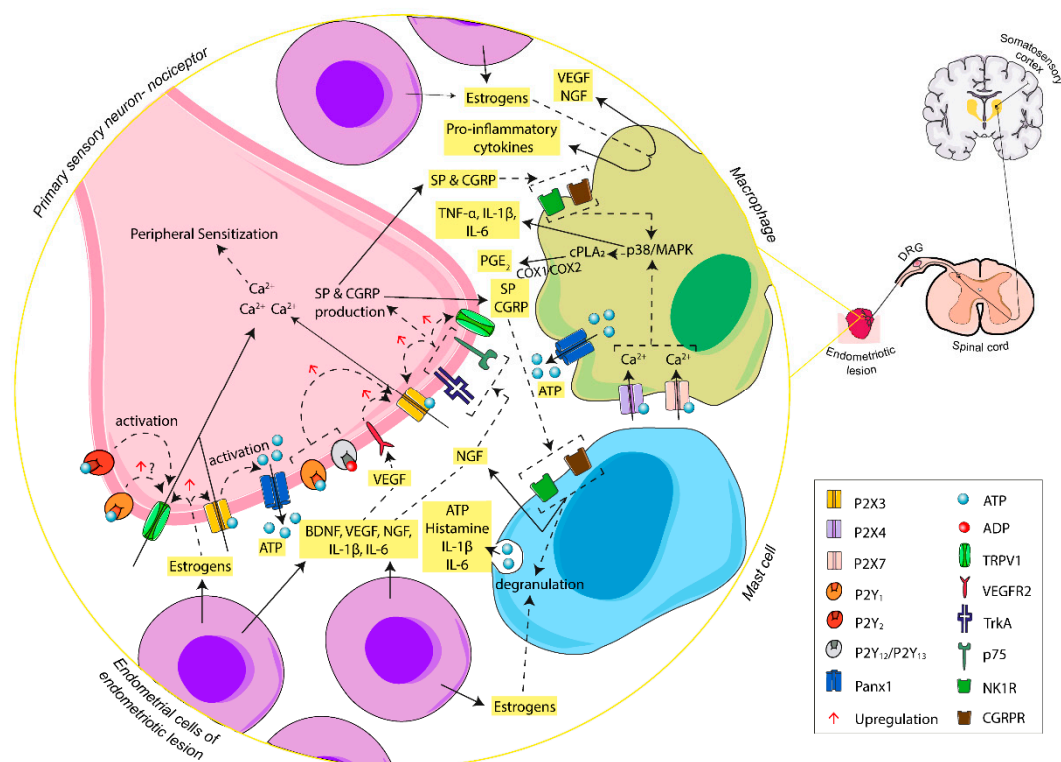 Primary sensory neuron- nociceptor
Peripheral Sensitization
Ca²⁻
Ca²⁺ Ca²⁺
SP & CGRP
production
activation
?
activation
ATP
Estrogens
Estrogens
VEGF
NGF
Pro-inflammatory
cytokines
SP & CGRP
TNF-α, IL-1β,
IL-6
PGE₂
COX1/COX2
cPLA₂
p38/MAPK
SP
CGRP
ATP
Ca²⁺
Ca²⁺
Macrophage
VEGF
NGF
BDNF, VEGF, NGF,
IL-1β, IL-6
ATP
Histamine
IL-1β
IL-6
degranulation
Mast cell
Estrogens
Endometrial cells of
endometriotic lesion
Somatosensory
cortex
DRG
Endometriotic
lesion
Spinal cord
P2X3
P2X4
P2X7
P2Y₁
P2Y₂
P2Y₁₂/P2Y₁₃
Panx1
Upregulation
ATP
ADP
TRPV1
VEGFR2
TrkA
p75
NK1R
CGRPR